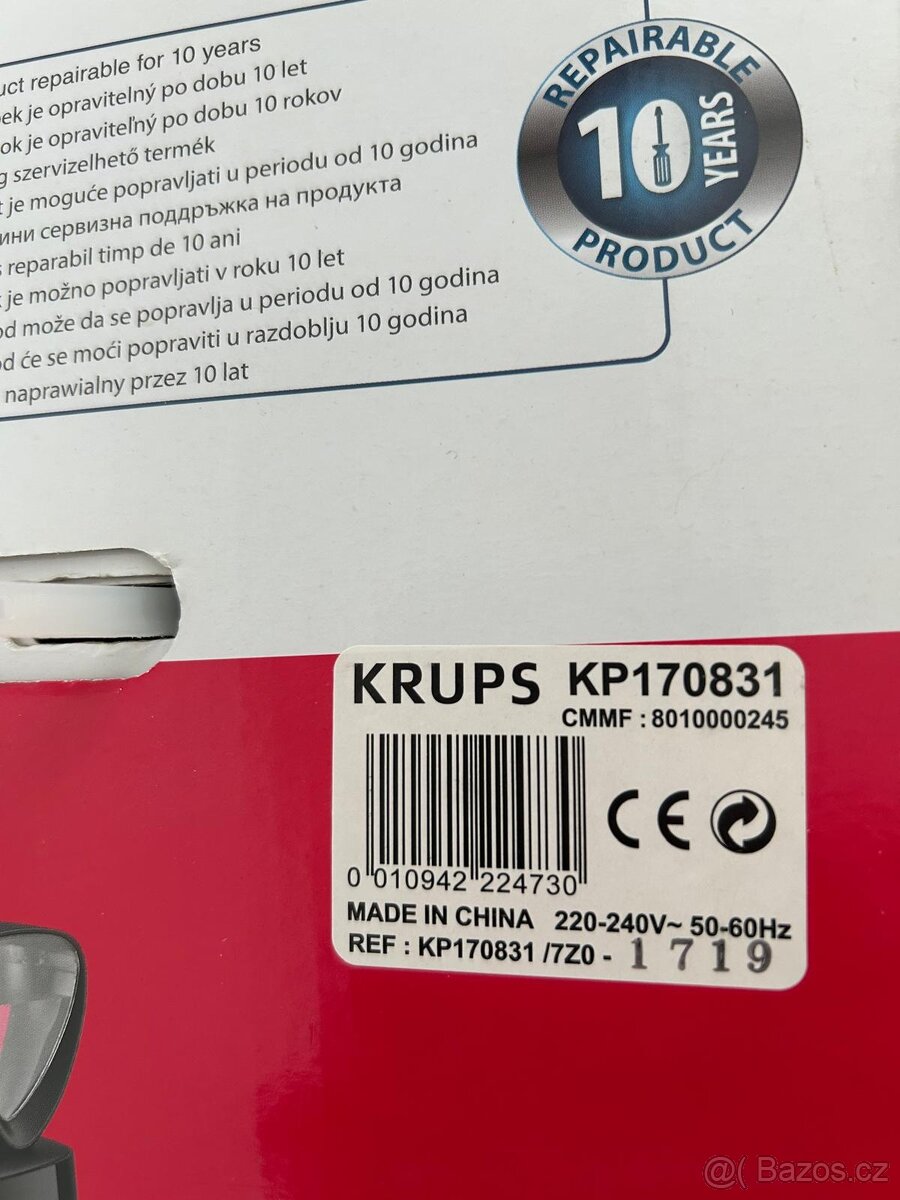 uct repairable for 10 years
bek je opravitelný po dobu 10 let
ok je opraviteľný po dobu 10 rokov
g szervizelhető termék
t je moguće popravljati u periodu od 10 godina
ини сервизна поддръжка на продукта
s reparabil timp de 10 ani
k je možno popravljati v roku 10 let
od može da se popravlja u periodu od 10 godina
od će se moći popraviti u razdoblju 10 godina
naprawialny przez 10 lat
REPAIRABLE
10
YEARS
PRODUCT
KRUPS KP170831
CMMF : 8010000245
CE
0 010942 224730
MADE IN CHINA 220-240V~ 50-60Hz
REF : KP170831 /7Z0 - 1719
@( Bazos.cz